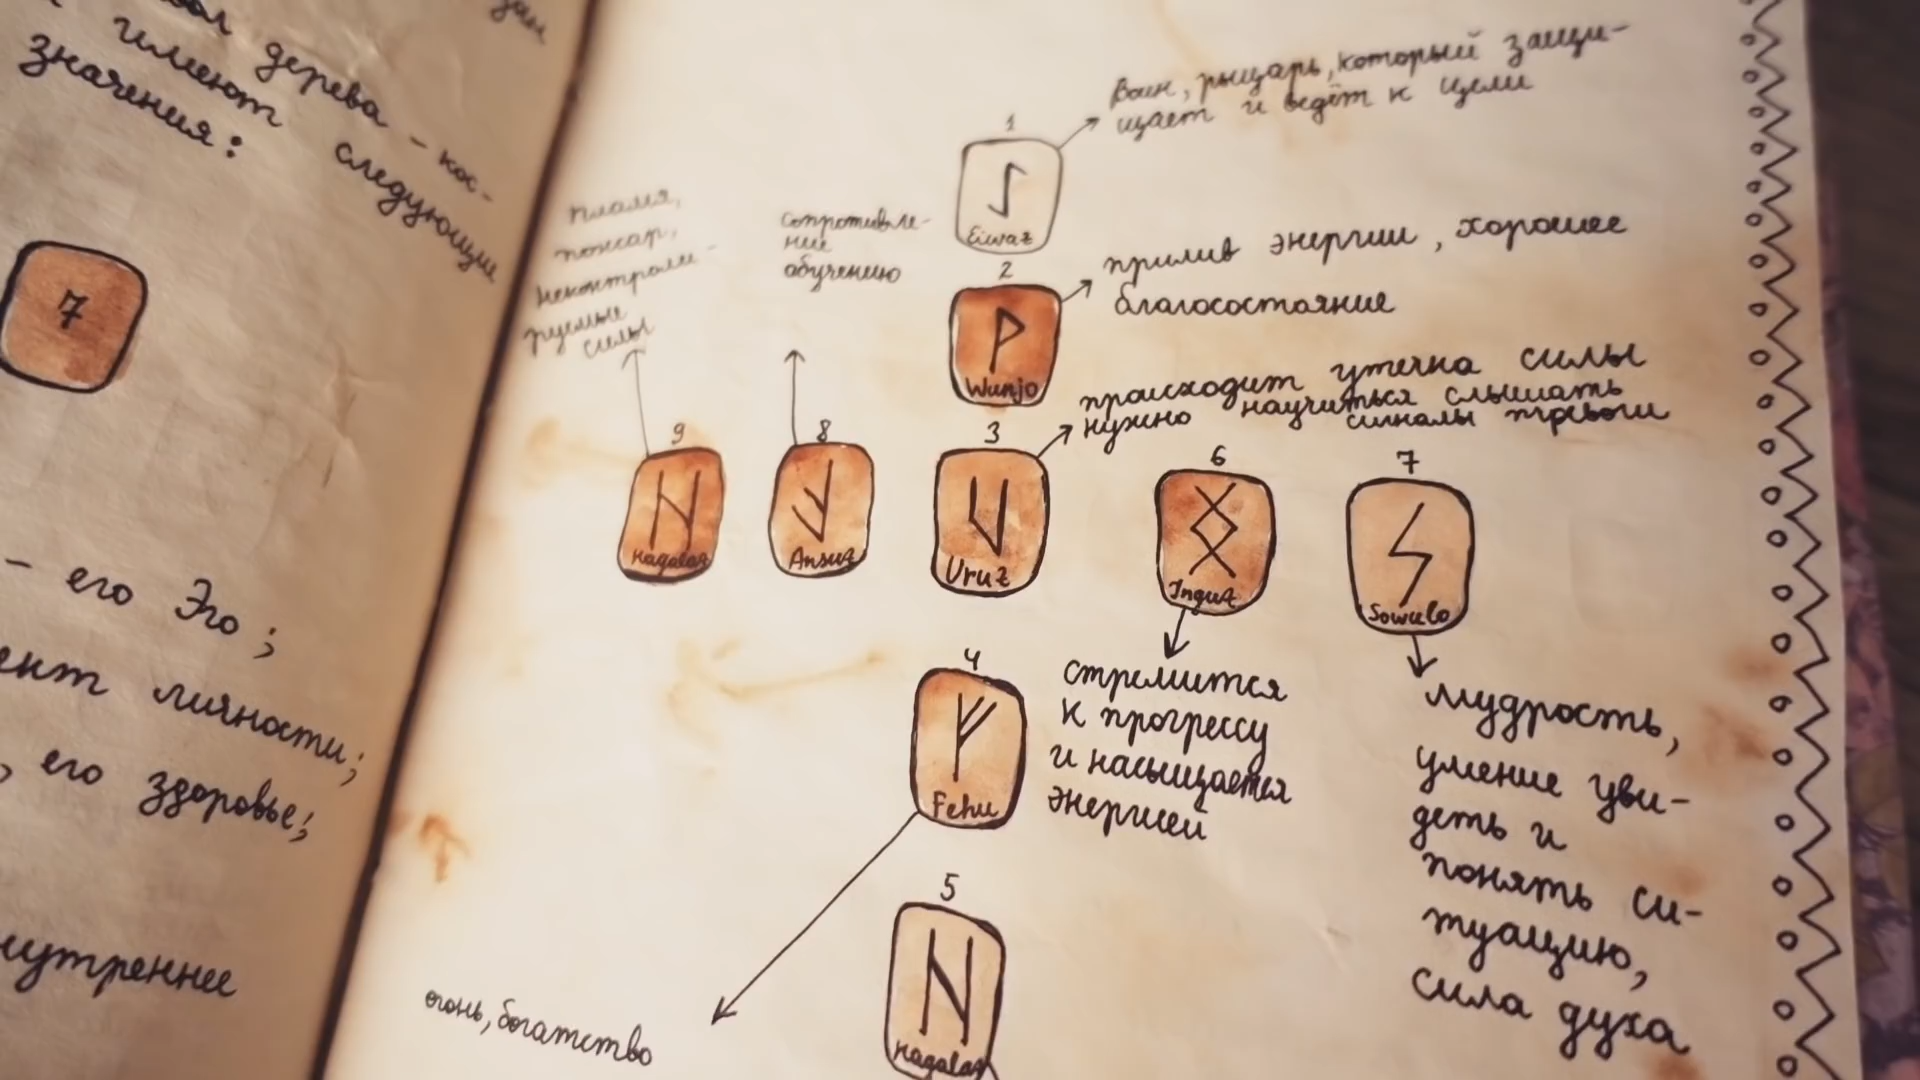 дерева - кос-
имеют следующие
значения:
7
- его Эго;
ент личности;
, его здоровье;
нутреннее
1
Eiwaz
Воин, рыцарь, который защи-
щает и ведёт к цели
2
Wunjo
прилив энергии, хорошее
благосостояние
3
Uruz
происходит утечка силы
нужно научиться слышать
сигналы тревоги
9
Hagalaz
пламя,
пожар,
неконтроли-
руемые
силы
8
Ansuz
сопротивле-
ние
обучению
6
Inguz
стремится
к прогрессу
и насыщается
энергией
7
Sowulo
мудрость,
умение уви-
деть и
понять си-
туацию,
сила духа
4
Fehu
огонь, богатство
5
Hagalaz